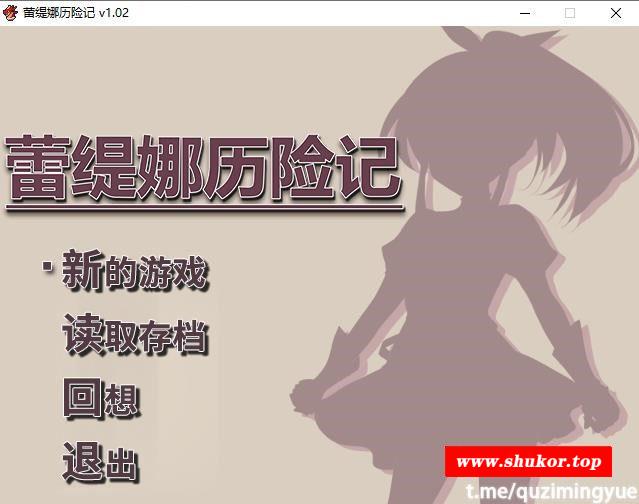 蕾缇娜历险记 v1.02
蕾缇娜历险记
新的游戏
读取存档
回想
退出
www.shukor.top
t.me/quzimingyue